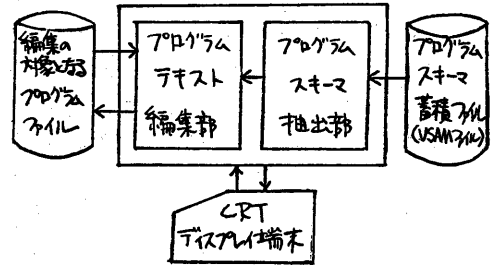 編集の
対象となる
プログラム
ファイル
プログラム
テキスト
編集部
プログラム
スキーマ
抽出部
プログラム
スキーマ
蓄積ファイル
(VSAMファイル)
CRT
ディスプレイ端末